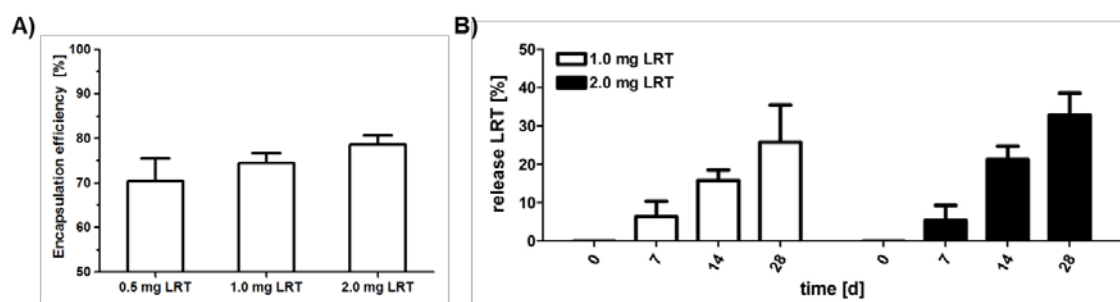 A)
Encapsulation efficiency [%]
100
90
80
70
60
50
0.5 mg LRT
1.0 mg LRT
2.0 mg LRT
B)
release LRT [%]
50
40
30
20
10
0
1.0 mg LRT
2.0 mg LRT
0
7
14
28
0
7
14
28
time [d]